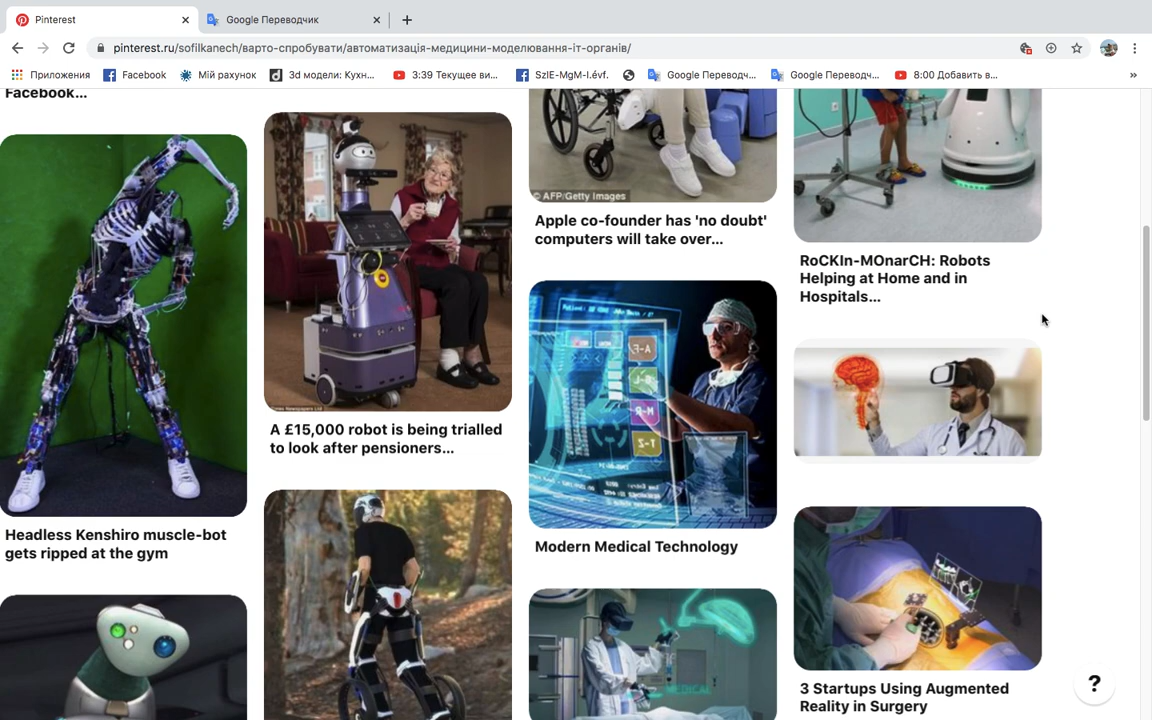 Pinterest
Google Переводчик
pinterest.ru/sofilkanech/варто-спробувати/автоматизація-медицини-моделювання-іт-органів/
Приложения
Facebook
Мій рахунок
3d модели: Кухн...
3:39 Текущее ви...
SzIE-MgM-I.évf.
Google Переводч...
Google Переводч...
8:00 Добавить в...
»
Facebook...
Headless Kenshiro muscle-bot
gets ripped at the gym
A £15,000 robot is being trialled
to look after pensioners...
© AFP/Getty Images
Apple co-founder has 'no doubt'
computers will take over...
A-F
M-R
T-Z
Modern Medical Technology
MEDICAL
RoCKIn-MOnarCH: Robots
Helping at Home and in
Hospitals...
3 Startups Using Augmented
Reality in Surgery
?